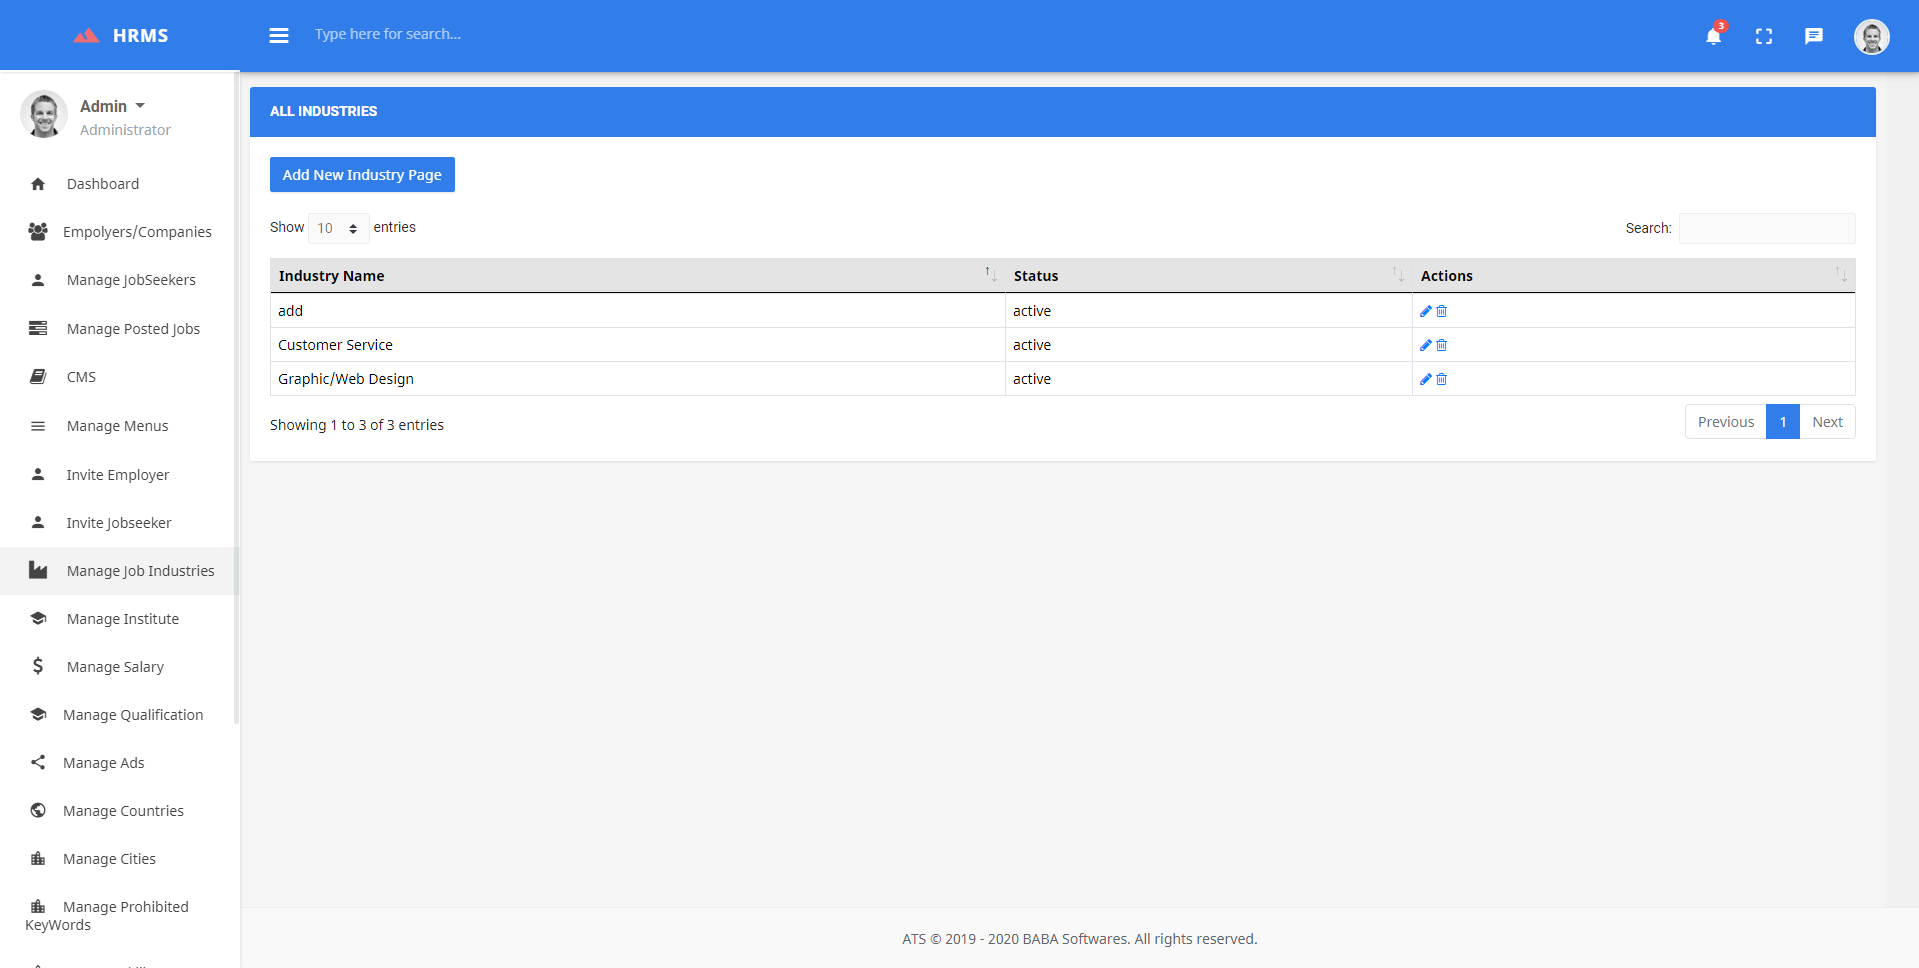 HRMS
Type here for search...
3
Admin
Administrator
Dashboard
Empolyers/Companies
Manage JobSeekers
Manage Posted Jobs
CMS
Manage Menus
Invite Employer
Invite Jobseeker
Manage Job Industries
Manage Institute
Manage Salary
Manage Qualification
Manage Ads
Manage Countries
Manage Cities
Manage Prohibited
KeyWords
ALL INDUSTRIES
Add New Industry Page
Show 10 entries
Search:
Industry Name Status Actions
add active
Customer Service active
Graphic/Web Design active
Showing 1 to 3 of 3 entries
Previous 1 Next
ATS © 2019 - 2020 BABA Softwares. All rights reserved.